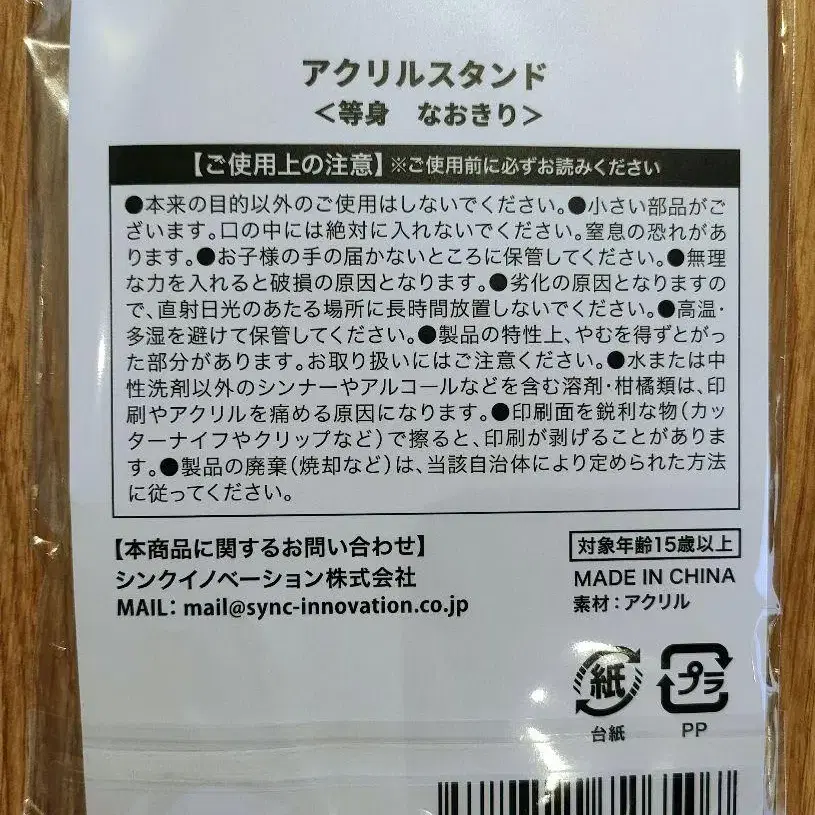 アクリルスタンド
<等身　なおきり>
【ご使用上の注意】※ご使用前に必ずお読みください
●本来の目的以外のご使用はしないでください。●小さい部品がご
ざいます。口の中には絶対に入れないでください。窒息の恐れがあ
ります。●お子様の手の届かないところに保管してください。●無理
な力を入れると破損の原因となります。●劣化の原因となりますの
で、直射日光のあたる場所に長時間放置しないでください。●高温・
多湿を避けて保管してください。●製品の特性上、やむを得ずとがっ
た部分があります。お取り扱いにはご注意ください。●水または中
性洗剤以外のシンナーやアルコールなどを含む溶剤・柑橘類は、印
刷やアクリルを痛める原因になります。●印刷面を鋭利な物(カッ
ターナイフやクリップなど)で擦ると、印刷が剥げることがありま
す。●製品の廃棄(焼却など)は、当該自治体により定められた方法
に従ってください。
【本商品に関するお問い合わせ】
シンクイノベーション株式会社
MAIL: mail@sync-innovation.co.jp
対象年齢15歳以上
MADE IN CHINA
素材:アクリル
紙
台紙
プラ
PP